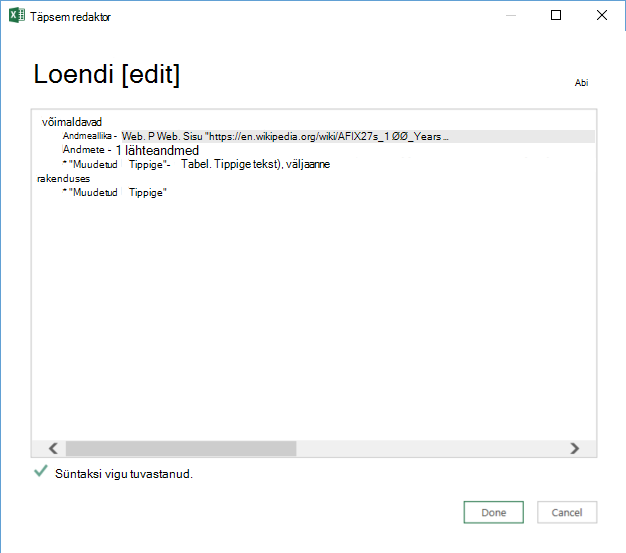 Täpsem redaktor
Loendi [edit]
Abi
võimaldavad
Andmeallika - Web. P Web. Sisu "https://en.wikipedia.org/wiki/AFIX27s_1 ØØ_Years ...
Andmete - 1 lähteandmed
* "Muudetud Tippige"- Tabel. Tippige tekst), väljaanne
rakenduses
* "Muudetud Tippige"
Süntaksi vigu tuvastanud.
Done Cancel